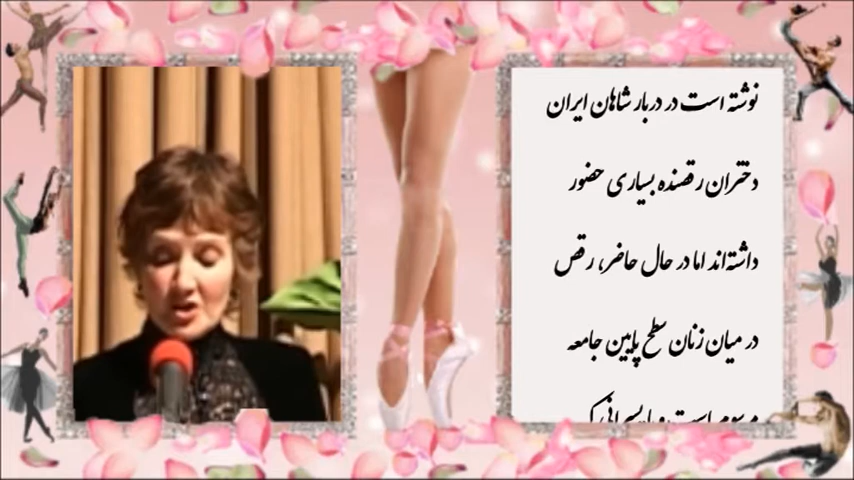 نوشته است در دربار شاهان ایران
دختران رقصنده بسیاری حضور
داشته‌اند اما در حال حاضر، رقص
در میان زنان سطح پایین جامعه